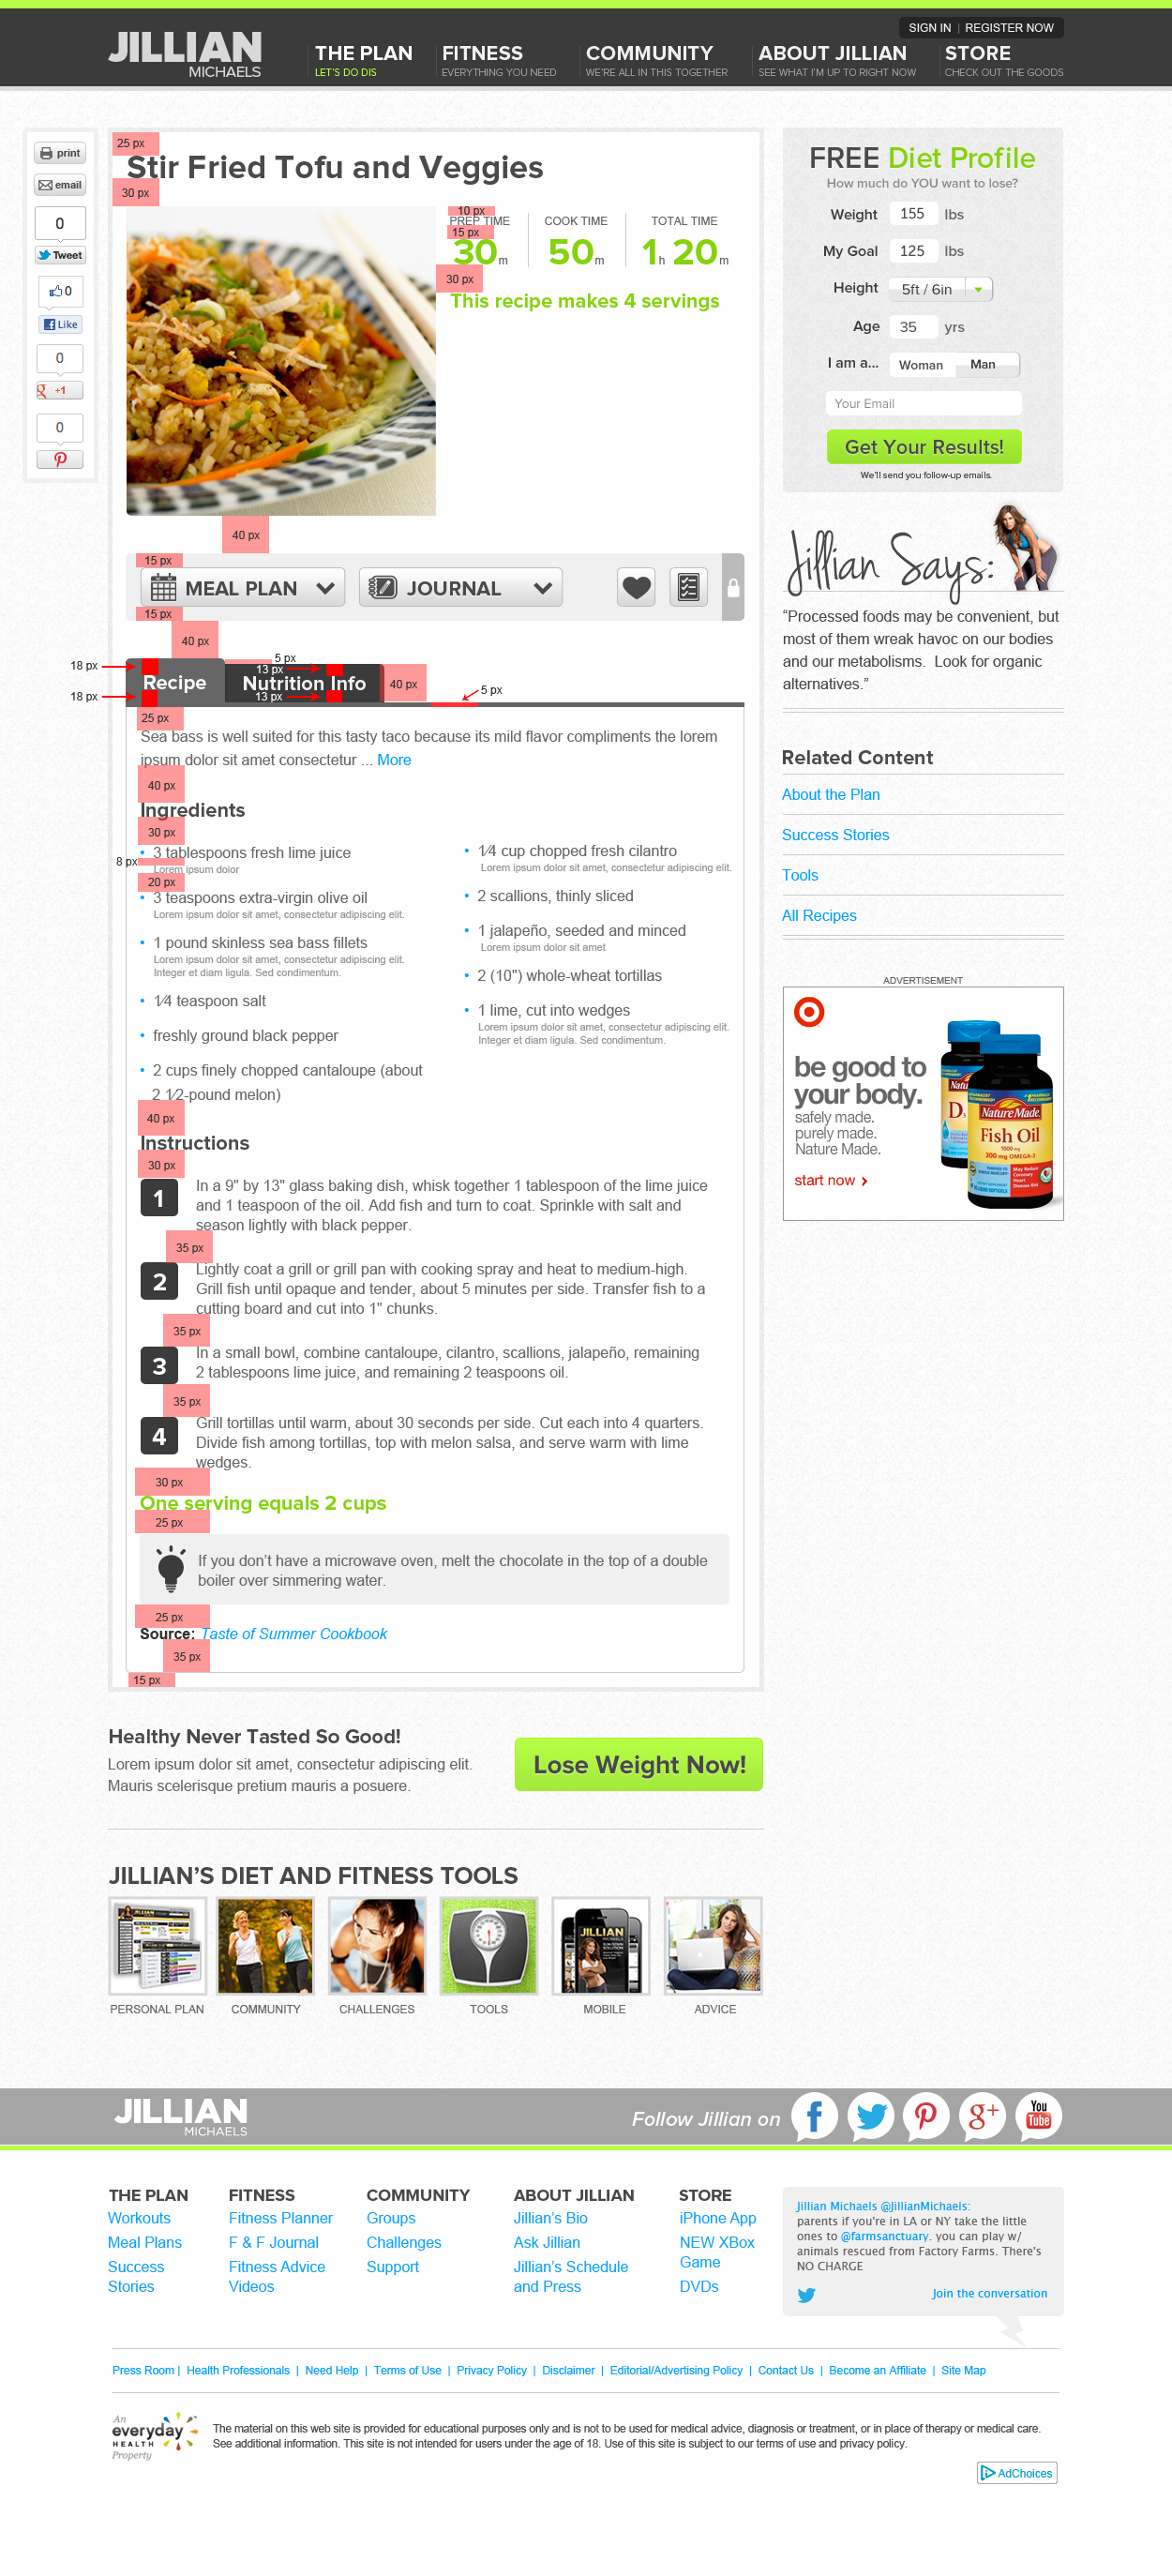 SIGN IN | REGISTER NOW
JILLIAN
MICHAELS
THE PLAN
LET'S DO DIS
FITNESS
EVERYTHING YOU NEED
COMMUNITY
WE'RE ALL IN THIS TOGETHER
ABOUT JILLIAN
SEE WHAT I'M UP TO RIGHT NOW
STORE
CHECK OUT THE GOODS
print
email
0
Tweet
0
Like
0
+1
0
25 px
Stir Fried Tofu and Veggies
30 px
10 px
PREP TIME
15 px
30 m
COOK TIME
50 m
TOTAL TIME
1 h 20 m
30 px
This recipe makes 4 servings
40 px
15 px
MEAL PLAN
JOURNAL
15 px
40 px
18 px
18 px
Recipe
5 px
13 px
Nutrition Info
13 px
40 px
5 px
25 px
Sea bass is well suited for this tasty taco because its mild flavor compliments the lorem
ipsum dolor sit amet consectetur ... More
40 px
Ingredients
30 px
• 3 tablespoons fresh lime juice
8 px
Lorem ipsum dolor
20 px
• 3 teaspoons extra-virgin olive oil
Lorem ipsum dolor sit amet, consectetur adipiscing elit.
• 1 pound skinless sea bass fillets
Lorem ipsum dolor sit amet, consectetur adipiscing elit.
Integer et diam ligula. Sed condimentum.
• 1⁄4 teaspoon salt
• freshly ground black pepper
• 2 cups finely chopped cantaloupe (about
2 1⁄2-pound melon)
• 1⁄4 cup chopped fresh cilantro
Lorem ipsum dolor sit amet, consectetur adipiscing elit.
• 2 scallions, thinly sliced
• 1 jalapeño, seeded and minced
Lorem ipsum dolor sit amet
• 2 (10") whole-wheat tortillas
• 1 lime, cut into wedges
Lorem ipsum dolor sit amet, consectetur adipiscing elit.
Integer et diam ligula. Sed condimentum.
40 px
Instructions
30 px
1
In a 9" by 13" glass baking dish, whisk together 1 tablespoon of the lime juice
and 1 teaspoon of the oil. Add fish and turn to coat. Sprinkle with salt and
season lightly with black pepper.
35 px
2
Lightly coat a grill or grill pan with cooking spray and heat to medium-high.
Grill fish until opaque and tender, about 5 minutes per side. Transfer fish to a
cutting board and cut into 1" chunks.
35 px
3
In a small bowl, combine cantaloupe, cilantro, scallions, jalapeño, remaining
2 tablespoons lime juice, and remaining 2 teaspoons oil.
35 px
4
Grill tortillas until warm, about 30 seconds per side. Cut each into 4 quarters.
Divide fish among tortillas, top with melon salsa, and serve warm with lime
wedges.
30 px
One serving equals 2 cups
25 px
If you don't have a microwave oven, melt the chocolate in the top of a double
boiler over simmering water.
25 px
Source: Taste of Summer Cookbook
35 px
15 px
FREE Diet Profile
How much do YOU want to lose?
Weight 155 lbs
My Goal 125 lbs
Height 5ft / 6in
Age 35 yrs
I am a... Woman Man
Your Email
Get Your Results!
We'll send you follow-up emails.
Jillian Says:
“Processed foods may be convenient, but
most of them wreak havoc on our bodies
and our metabolisms. Look for organic
alternatives.”
Related Content
About the Plan
Success Stories
Tools
All Recipes
ADVERTISEMENT
be good to
your body.
safely made.
purely made.
Nature Made.
start now ›
Nature Made
Fish Oil
1000 mg
300 mg OMEGA-3
Healthy Never Tasted So Good!
Lorem ipsum dolor sit amet, consectetur adipiscing elit.
Mauris scelerisque pretium mauris a posuere.
Lose Weight Now!
JILLIAN'S DIET AND FITNESS TOOLS
PERSONAL PLAN
COMMUNITY
CHALLENGES
TOOLS
JILLIAN
MOBILE
ADVICE
JILLIAN
MICHAELS
Follow Jillian on
f
g+
You
Tube
THE PLAN
Workouts
Meal Plans
Success
Stories
FITNESS
Fitness Planner
F & F Journal
Fitness Advice
Videos
COMMUNITY
Groups
Challenges
Support
ABOUT JILLIAN
Jillian's Bio
Ask Jillian
Jillian's Schedule
and Press
STORE
iPhone App
NEW XBox
Game
DVDs
Jillian Michaels @JillianMichaels:
parents if you're in LA or NY take the little
ones to @farmsanctuary. you can play w/
animals rescued from Factory Farms. There's
NO CHARGE
Join the conversation
Press Room | Health Professionals | Need Help | Terms of Use | Privacy Policy | Disclaimer | Editorial/Advertising Policy | Contact Us | Become an Affiliate | Site Map
An
everyday
HEALTH
Property
The material on this web site is provided for educational purposes only and is not to be used for medical advice, diagnosis or treatment, or in place of therapy or medical care.
See additional information. This site is not intended for users under the age of 18. Use of this site is subject to our terms of use and privacy policy.
AdChoices